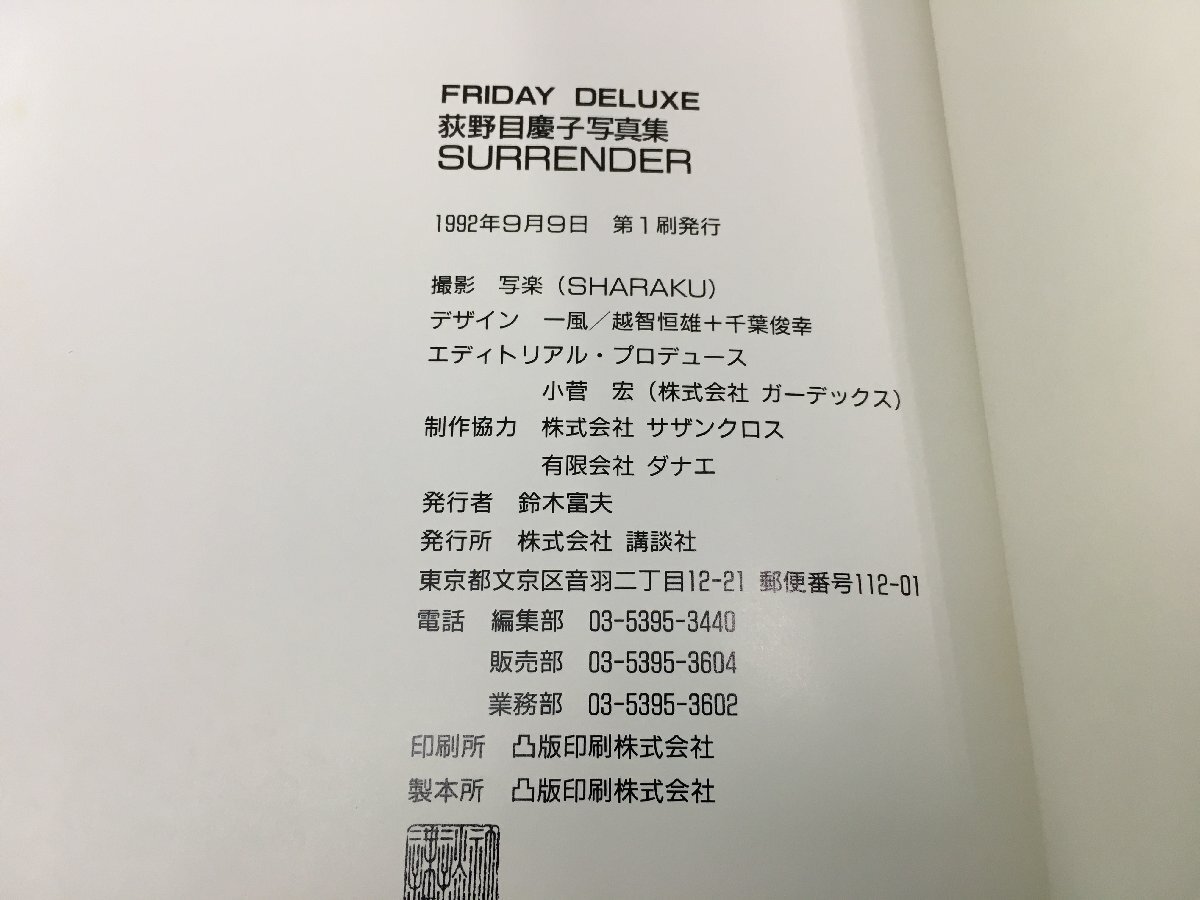 FRIDAY DELUXE
荻野目慶子写真集
SURRENDER
1992年9月9日　第1刷発行
撮影　写楽（SHARAKU）
デザイン　一風／越智恒雄＋千葉俊幸
エディトリアル・プロデュース
小菅　宏（株式会社 ガーデックス）
制作協力　株式会社 サザンクロス
有限会社 ダナエ
発行者　鈴木富夫
発行所　株式会社 講談社
東京都文京区音羽二丁目12-21 郵便番号112-01
電話　編集部　03-5395-3440
販売部　03-5395-3604
業務部　03-5395-3602
印刷所　凸版印刷株式会社
製本所　凸版印刷株式会社